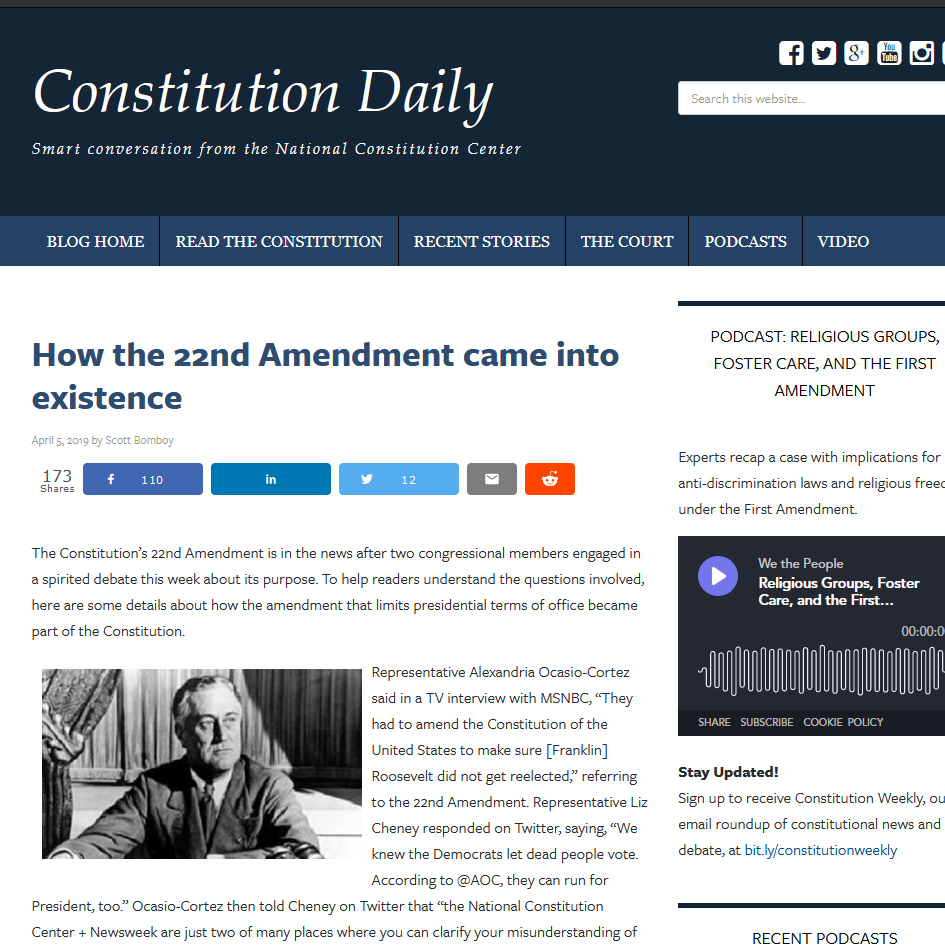 Constitution Daily
Smart conversation from the National Constitution Center
You
Tube
Search this website...
BLOG HOME
READ THE CONSTITUTION
RECENT STORIES
THE COURT
PODCASTS
VIDEO
How the 22nd Amendment came into
existence
April 5, 2019 by Scott Bomboy
173
Shares
110
in
12
The Constitution’s 22nd Amendment is in the news after two congressional members engaged in
a spirited debate this week about its purpose. To help readers understand the questions involved,
here are some details about how the amendment that limits presidential terms of office became
part of the Constitution.
Representative Alexandria Ocasio-Cortez
said in a TV interview with MSNBC, “They
had to amend the Constitution of the
United States to make sure [Franklin]
Roosevelt did not get reelected,” referring
to the 22nd Amendment. Representative Liz
Cheney responded on Twitter, saying, “We
knew the Democrats let dead people vote.
According to @AOC, they can run for
President, too.” Ocasio-Cortez then told Cheney on Twitter that “the National Constitution
Center + Newsweek are just two of many places where you can clarify your misunderstanding of
PODCAST: RELIGIOUS GROUPS,
FOSTER CARE, AND THE FIRST
AMENDMENT
Experts recap a case with implications for
anti-discrimination laws and religious freed
under the First Amendment.
We the People
Religious Groups, Foster
Care, and the First...
00:00:0
SHARE SUBSCRIBE COOKIE POLICY
Stay Updated!
Sign up to receive Constitution Weekly, ou
email roundup of constitutional news and
debate, at bit.ly/constitutionweekly
RECENT PODCASTS